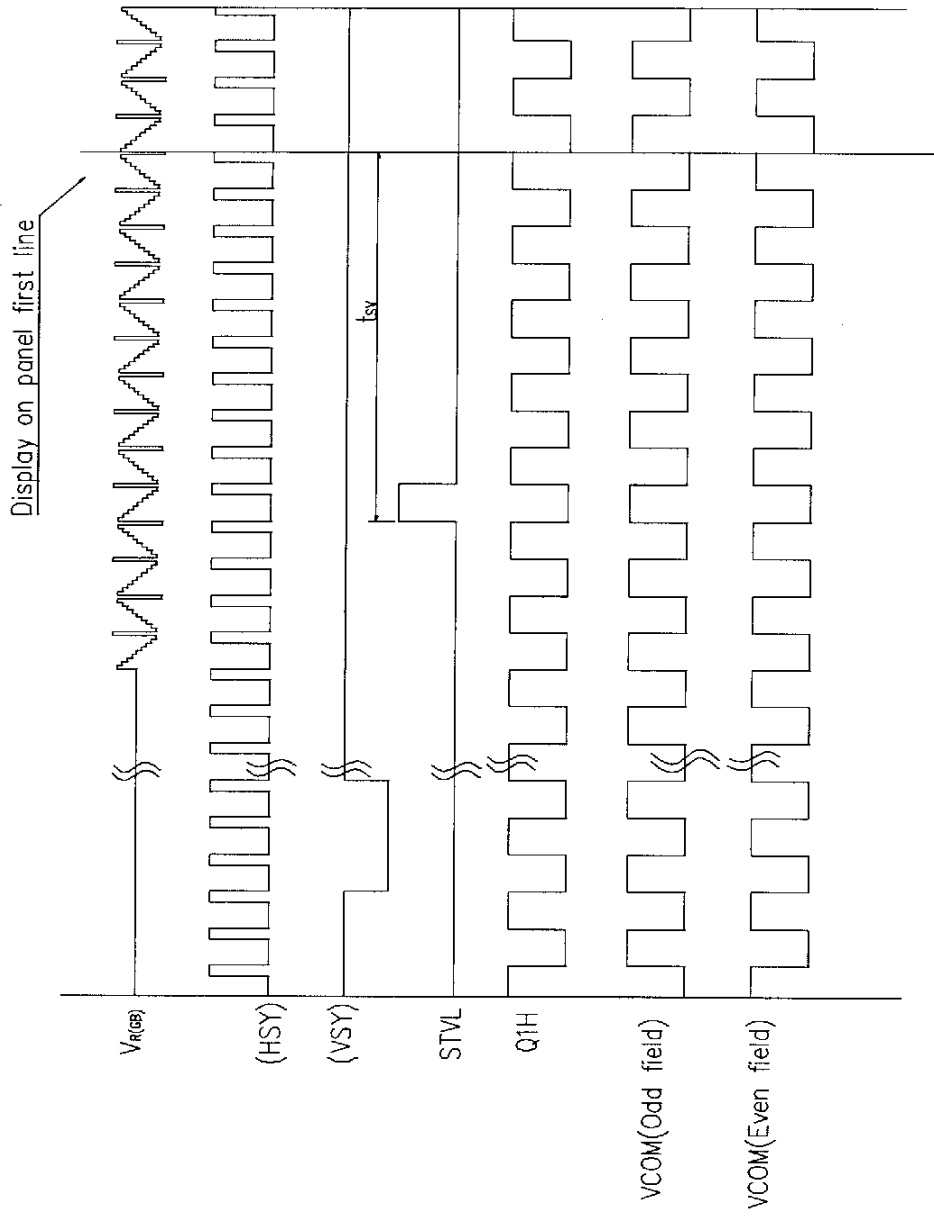 Display on panel first line
VR(GB)
(HSY)
(VSY)
tsv
STVL
Q1H
VCOM(Odd field)
VCOM(Even field)